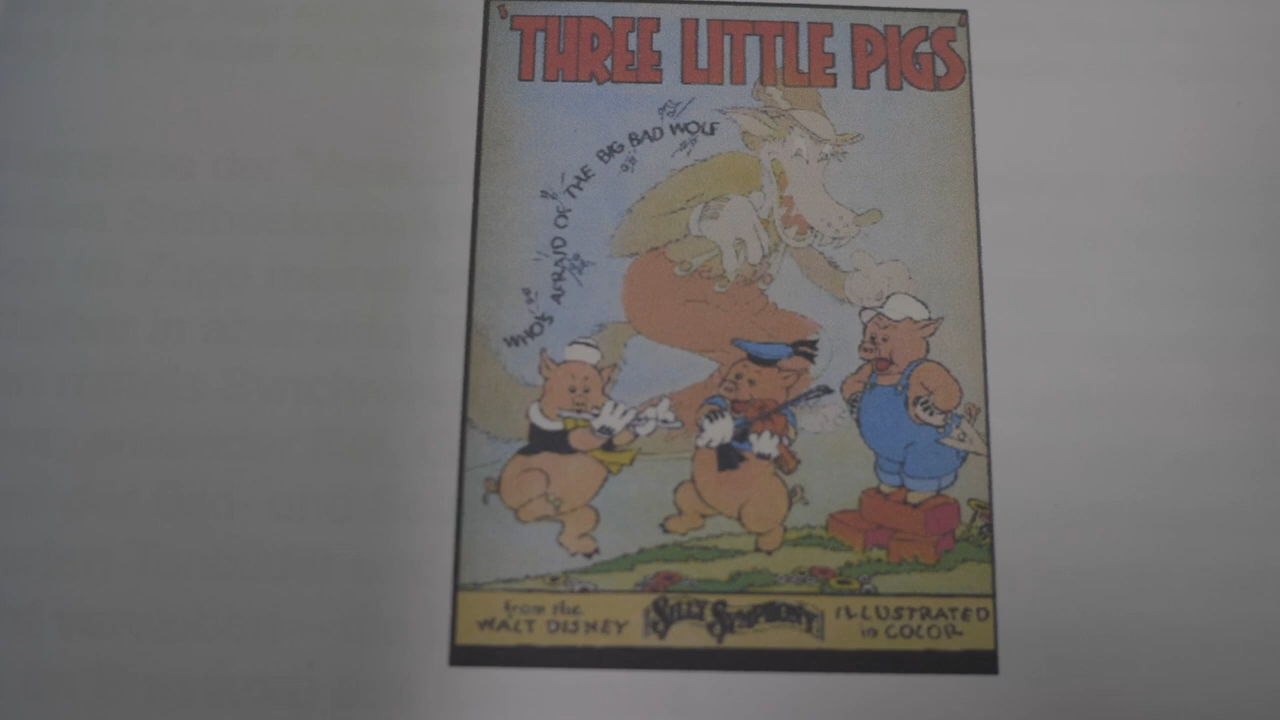 "THREE LITTLE PIGS"
WHO'S AFRAID OF THE BIG BAD WOLF
from the
WALT DISNEY
SILLY SYMPHONY
ILLUSTRATED
in COLOR